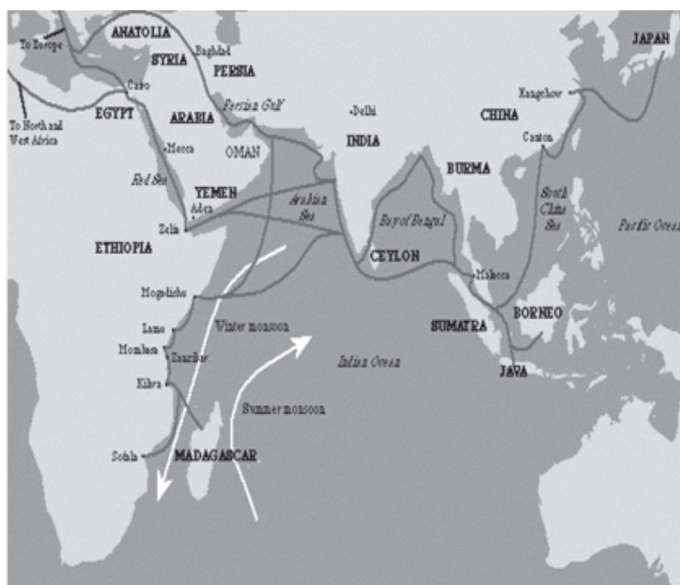 ANATOLIA
JAPAN
To Europe
SYRIA
Baghdad
PERSIA
Cairo
CHINA
Hangchow
EGYPT
Persian Gulf
Delhi
ARABIA
To North and
West Africa
INDIA
Canton
Mecca
OMAN
BURMA
Red Sea
YEMEN
Arabian
Sea
South
China
Sea
Aden
Bay of Bengal
Pacific Ocean
Zelia
ETHIOPIA
CEYLON
Malacca
Mogadishu
SUMATRA
BORNEO
Lamu
Winter monsoon
Mombasa
Zanzibar
Indian Ocean
JAVA
Kilwa
Summer monsoon
Sofala
MADAGASCAR